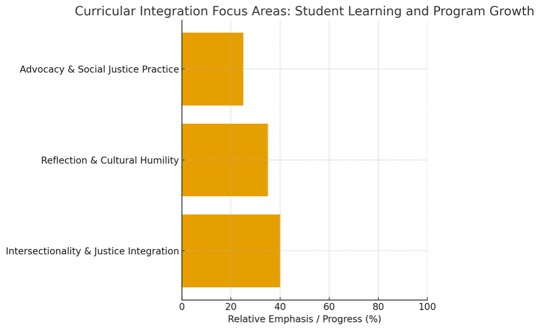 Curricular Integration Focus Areas: Student Learning and Program Growth
Advocacy & Social Justice Practice
Reflection & Cultural Humility
Intersectionality & Justice Integration
0 20 40 60 80 100
Relative Emphasis / Progress (%)